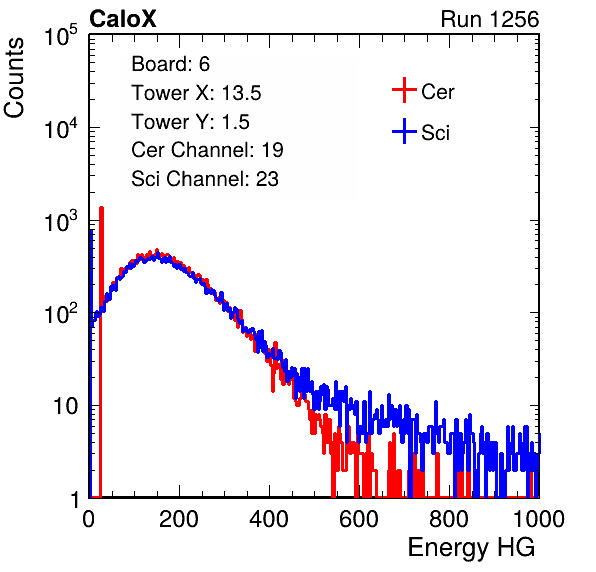 CaloX Run 1256
Counts
10^5
10^4
10^3
10^2
10
1
Board: 6
Tower X: 13.5
Tower Y: 1.5
Cer Channel: 19
Sci Channel: 23
Cer
Sci
0 200 400 600 800 1000
Energy HG